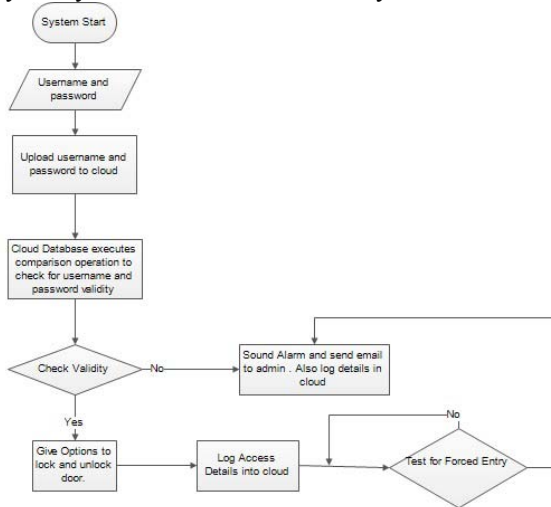 System Start
Username and
password
Upload username and
password to cloud
Cloud Database executes
comparison operation to
check for username and
password validity
Check Validity
No
Sound Alarm and send email
to admin . Also log details in
cloud
Yes
Give Options to
lock and unlock
door.
Log Access
Details into cloud
No
Test for Forced Entry